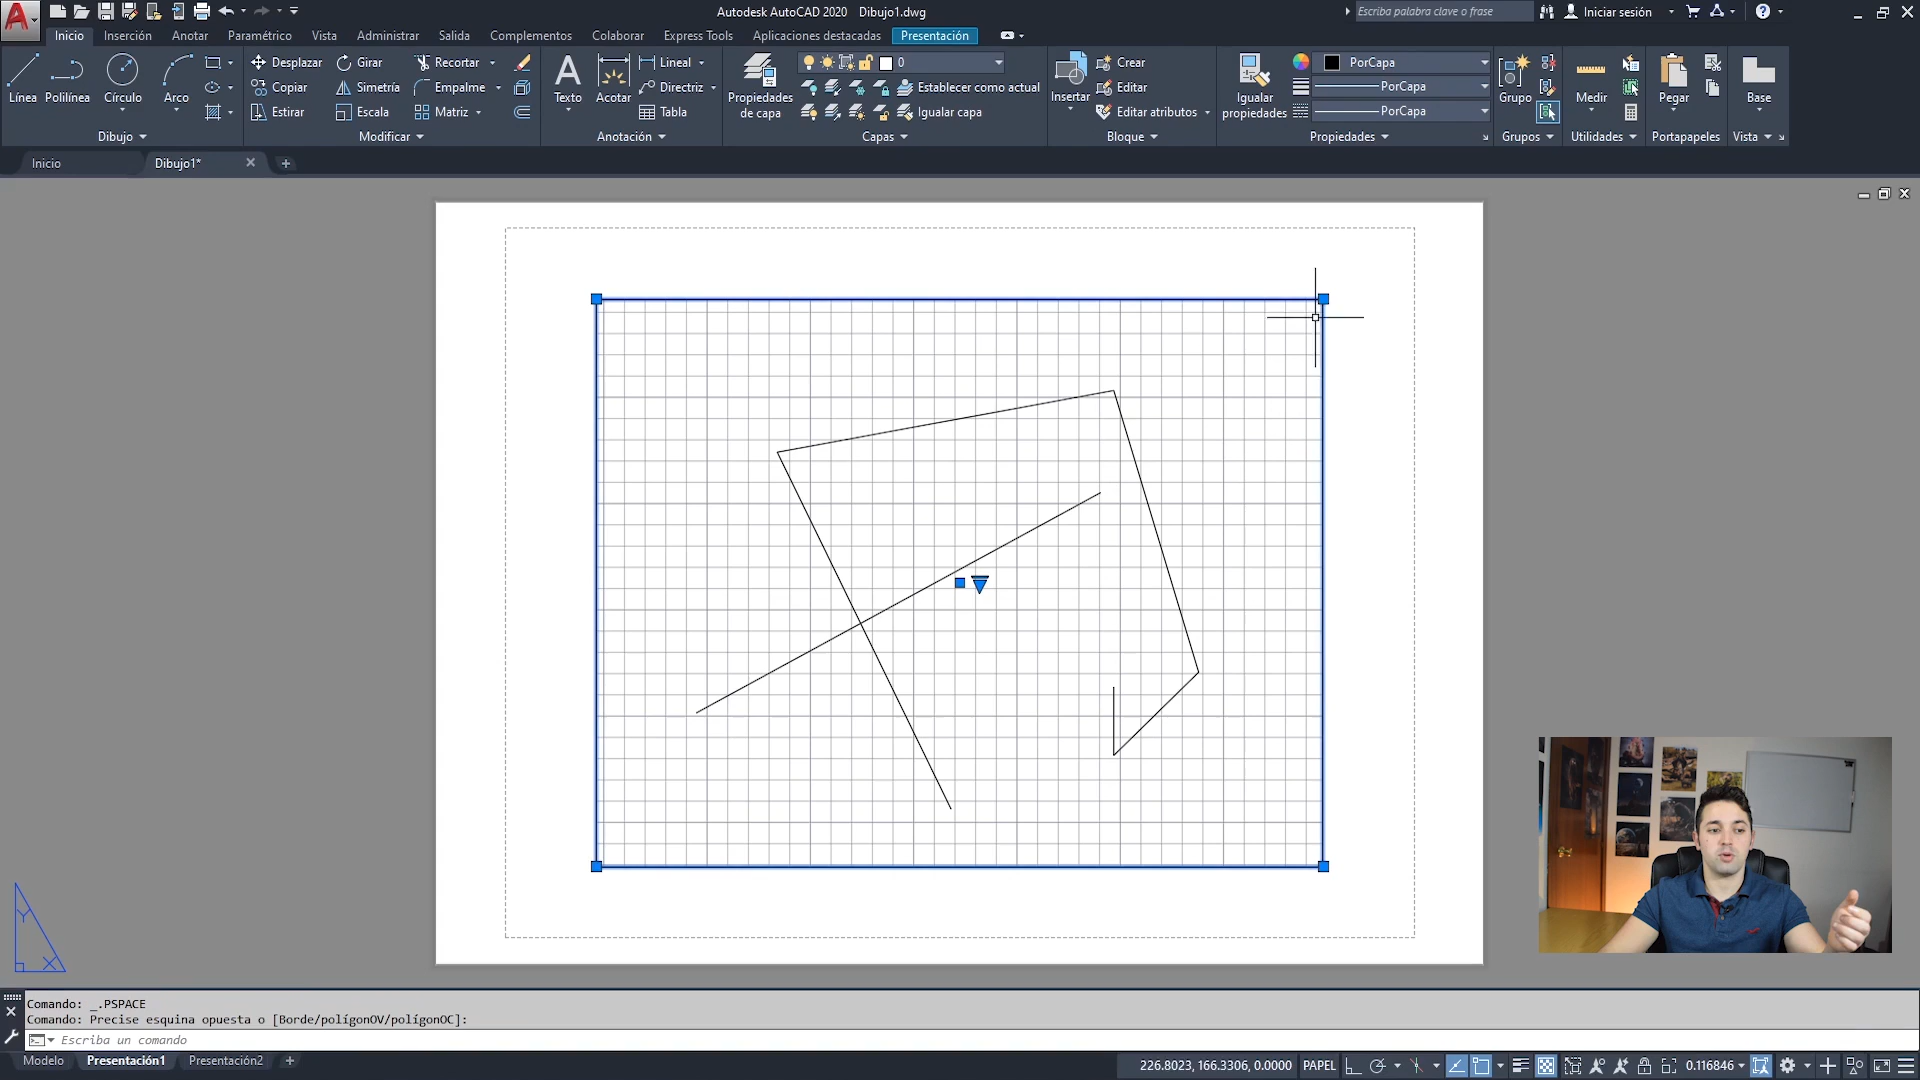 Autodesk AutoCAD 2020 Dibujo1.dwg
Escriba palabra clave o frase
Iniciar sesión
Inicio Inserción Anotar Paramétrico Vista Administrar Salida Complementos Colaborar Express Tools Aplicaciones destacadas Presentación
Línea Polilínea Círculo Arco
Dibujo
Desplazar Girar Recortar
Copiar Simetría Empalme
Estirar Escala Matriz
Modificar
Texto Acotar
Lineal
Directriz
Tabla
Anotación
Propiedades de capa
0
Establecer como actual
Igualar capa
Capas
Insertar
Crear
Editar
Editar atributos
Bloque
Igualar propiedades
PorCapa
PorCapa
PorCapa
Propiedades
Grupo
Grupos
Medir
Utilidades
Pegar
Portapapeles
Base
Vista
Inicio Dibujo1*
Y
X
Comando: _.PSPACE
Comando: Precise esquina opuesta o [Borde/polígonOV/polígonOC]:
Escriba un comando
Modelo Presentación1 Presentación2
226.8023, 166.3306, 0.0000 PAPEL 0.116846